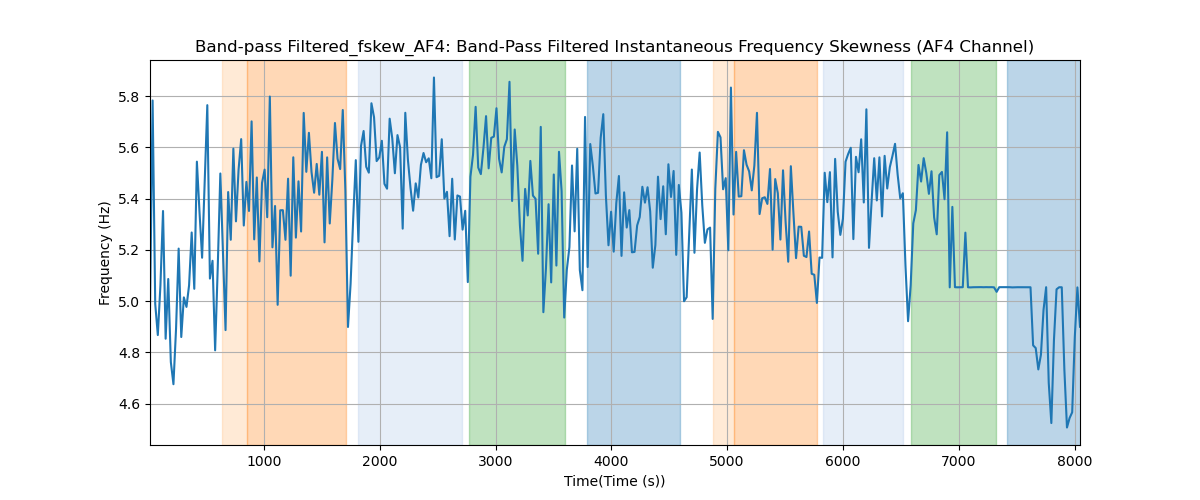 Band-pass Filtered_fskew_AF4: Band-Pass Filtered Instantaneous Frequency Skewness (AF4 Channel)
5.8
5.6
5.4
5.2
5.0
4.8
4.6
Frequency (Hz)
1000 2000 3000 4000 5000 6000 7000 8000
Time(Time (s))